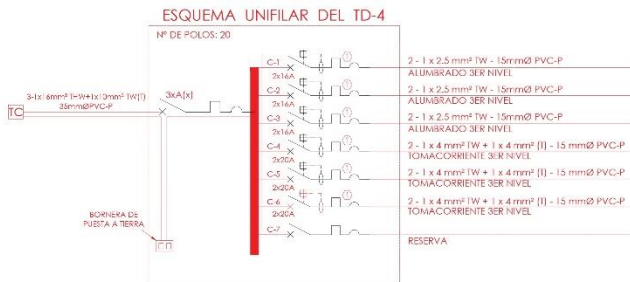 ESQUEMA UNIFILAR DEL TD-4
Nº DE POLOS: 20
3-1x16mm² THW+1x10mm² TW(T)
35mmØPVC-P
TC
3xA(x)
BORNERA DE
PUESTA A TIERRA
C-1
2x16A
2 - 1 x 2.5 mm² TW - 15mmØ PVC-P
ALUMBRADO 3ER NIVEL
C-2
2x16A
2 - 1 x 2.5 mm² TW - 15mmØ PVC-P
ALUMBRADO 3ER NIVEL
C-3
2x16A
2 - 1 x 2.5 mm² TW - 15mmØ PVC-P
ALUMBRADO 3ER NIVEL
C-4
2x20A
2 - 1 x 4 mm² TW + 1 x 4 mm² (T) - 15 mmØ PVC-P
TOMACORRIENTE 3ER NIVEL
C-5
2x20A
2 - 1 x 4 mm² TW + 1 x 4 mm² (T) - 15 mmØ PVC-P
TOMACORRIENTE 3ER NIVEL
C-6
2x20A
2 - 1 x 4 mm² TW + 1 x 4 mm² (T) - 15 mmØ PVC-P
TOMACORRIENTE 3ER NIVEL
C-7
RESERVA